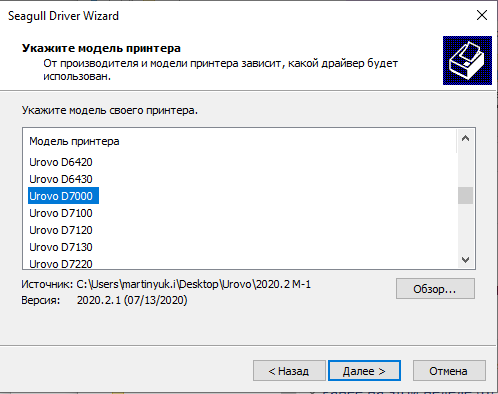 Seagull Driver Wizard
Укажите модель принтера
От производителя и модели принтера зависит, какой драйвер будет
использован.
Укажите модель своего принтера.
Модель принтера
Urovo D6420
Urovo D6430
Urovo D7000
Urovo D7100
Urovo D7120
Urovo D7130
Urovo D7220
Источник: C:\Users\martinyuk.i\Desktop\Urovo\2020.2 M-1
Обзор...
Версия: 2020.2.1 (07/13/2020)
< Назад
Далее >
Отмена